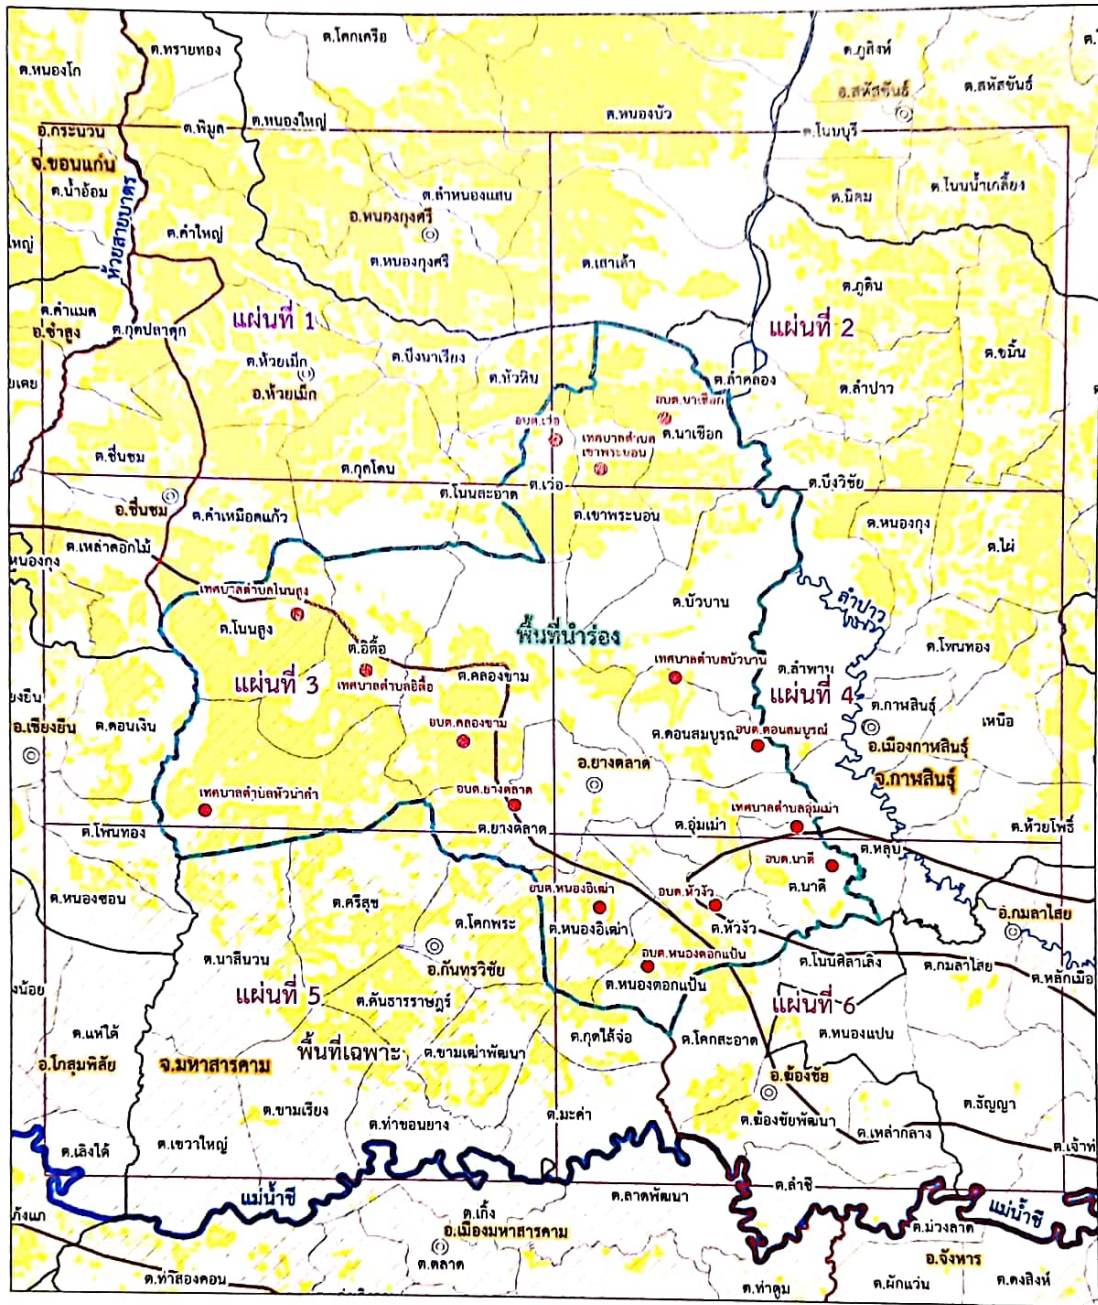 ต.ทรายทอง
ต.โคกเครือ
ต.ภูสิงห์
ต.หนองโก
อ.สหัสขันธ์
ต.สหัสขันธ์
ต.หนองบัว
ต.หนองใหญ่
ต.พิมูล
ต.โนนบุรี
อ.กระนวน
จ.ขอนแก่น
ต.น้ำอ้อม
ต.ลำหนองแสน
ต.นิคม
ต.โนนน้ำเกลี้ยง
อ.หนองกุงศรี
ห้วยสายบาตร
ต.คำใหญ่
ใหญ่
ต.หนองกุงศรี
ต.เสาเล้า
ต.ภูดิน
ต.คำแมด
อ.ซำสูง
ต.กุดปลาดุก
แผ่นที่ 1
แผ่นที่ 2
ต.ขมิ้น
ต.ห้วยเม็ก
อ.ห้วยเม็ก
ต.บึงนาเรียง
ต.หัวหิน
ต.ลำคลอง
ต.ลำปาว
อบต.นาเชือก
ต.นาเชือก
อบต.เว่อ
เทศบาลตำบล
เขาพระนอน
ต.ชื่นชม
ต.กุดโดน
ต.โนนสะอาด
ต.เว่อ
ต.บึงวิชัย
อ.ชื่นชม
ต.คำเหมือดแก้ว
ต.เขาพระนอน
ต.หนองกุง
ต.ไผ่
ต.เหล่าดอกไม้
หนองกุง
เทศบาลตำบลโนนสูง
ต.โนนสูง
ต.บัวบาน
ลำปาว
พื้นที่นำร่อง
ต.โพนทอง
ต.อิตื้อ
เทศบาลตำบลอิตื้อ
ต.คลองขาม
เทศบาลตำบลบัวบาน
ต.ลำพาน
แผ่นที่ 3
แผ่นที่ 4
ต.กาฬสินธุ์
เหนือ
อ.เชียงยืน
ต.ดอนเงิน
อบต.คลองขาม
ต.ดอนสมบูรณ์
อบต.ดอนสมบูรณ์
อ.เมืองกาฬสินธุ์
อ.ยางตลาด
จ.กาฬสินธุ์
เทศบาลตำบลหัวนาคำ
อบต.ยางตลาด
เทศบาลตำบลอุ่มเม่า
ต.โพนทอง
ต.ยางตลาด
ต.อุ่มเม่า
ต.ห้วยโพธิ์
ต.หลุบ
อบต.นาดี
ต.นาดี
ต.หนองซอน
ต.ศรีสุข
ต.โคกพระ
อบต.หนองอิเฒ่า
ต.หนองอิเฒ่า
อบต.หัวงัว
ต.หัวงัว
อ.กมลาไสย
ต.นาสีนวน
อ.กันทรวิชัย
อบต.หนองตอกแป้น
ต.หนองตอกแป้น
ต.โนนศิลาเลิง
ต.กมลาไสย
ต.หลักเมือ
แผ่นที่ 5
ต.คันธารราษฎร์
แผ่นที่ 6
ต.แห่ใต้
อ.โกสุมพิสัย
จ.มหาสารคาม
พื้นที่เฉพาะ
ต.ขามเฒ่าพัฒนา
ต.กุดใส้จ่อ
ต.โคกสะอาด
ต.หนองแปน
อ.ฆ้องชัย
ต.ขามเรียง
ต.ท่าขอนยาง
ต.มะค่า
ต.ฆ้องชัยพัฒนา
ต.ธัญญา
ต.เหล่ากลาง
ต.เจ้าท่
ต.เลิงใต้
ต.เขวาใหญ่
แม่น้ำชี
ต.ลาดพัฒนา
ต.ลำชี
แม่น้ำชี
ต.เกิ้ง
อ.เมืองมหาสารคาม
ต.ตลาด
ต.ม่วงลาด
อ.จังหาร
ต.ท่าสองคอน
ต.ท่าตูม
ต.ผักแว่น
ต.ดงสิงห์